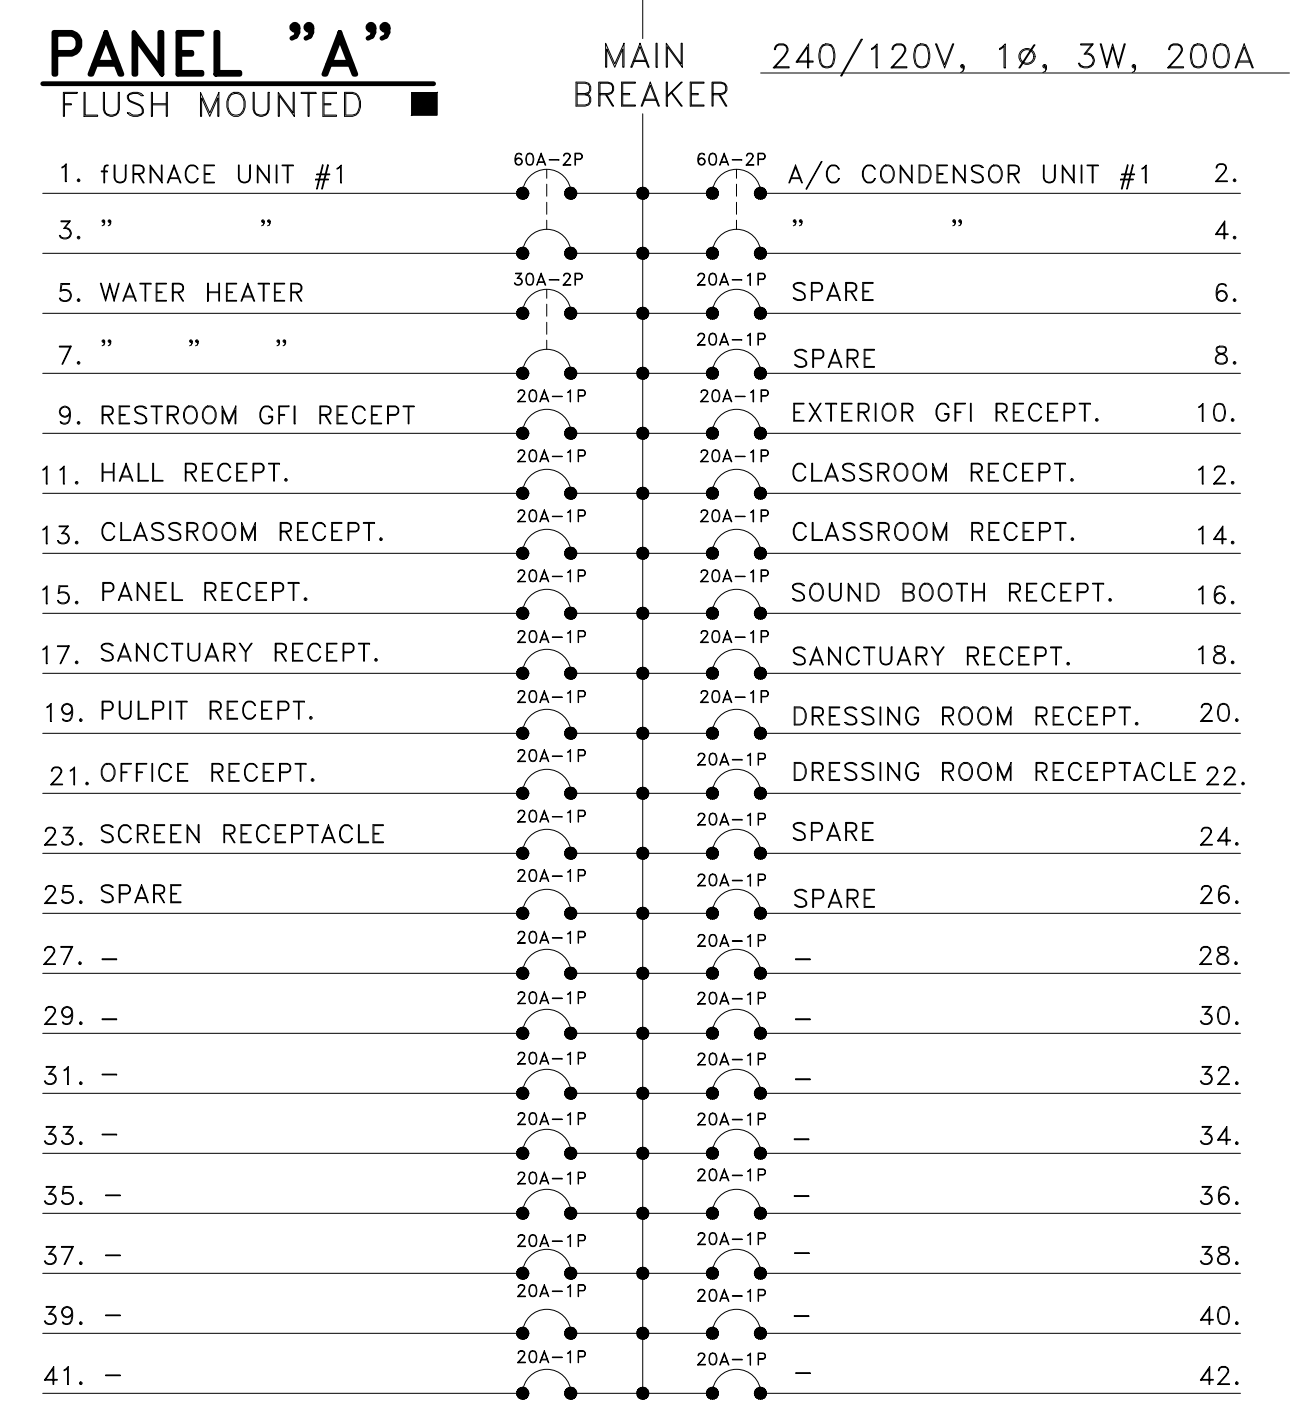 PANEL ”A”
FLUSH MOUNTED
MAIN BREAKER
240/120V, 1ø, 3W, 200A
1. fURNACE UNIT #1 60A-2P 60A-2P A/C CONDENSOR UNIT #1 2.
3. ” ” ” ” 4.
5. WATER HEATER 30A-2P 20A-1P SPARE 6.
7. ” ” ” 20A-1P SPARE 8.
9. RESTROOM GFI RECEPT 20A-1P 20A-1P EXTERIOR GFI RECEPT. 10.
11. HALL RECEPT. 20A-1P 20A-1P CLASSROOM RECEPT. 12.
13. CLASSROOM RECEPT. 20A-1P 20A-1P CLASSROOM RECEPT. 14.
15. PANEL RECEPT. 20A-1P 20A-1P SOUND BOOTH RECEPT. 16.
17. SANCTUARY RECEPT. 20A-1P 20A-1P SANCTUARY RECEPT. 18.
19. PULPIT RECEPT. 20A-1P 20A-1P DRESSING ROOM RECEPT. 20.
21. OFFICE RECEPT. 20A-1P 20A-1P DRESSING ROOM RECEPTACLE 22.
23. SCREEN RECEPTACLE 20A-1P 20A-1P SPARE 24.
25. SPARE 20A-1P 20A-1P SPARE 26.
27. – 20A-1P 20A-1P – 28.
29. – 20A-1P 20A-1P – 30.
31. – 20A-1P 20A-1P – 32.
33. – 20A-1P 20A-1P – 34.
35. – 20A-1P 20A-1P – 36.
37. – 20A-1P 20A-1P – 38.
39. – 20A-1P 20A-1P – 40.
41. – 20A-1P 20A-1P – 42.